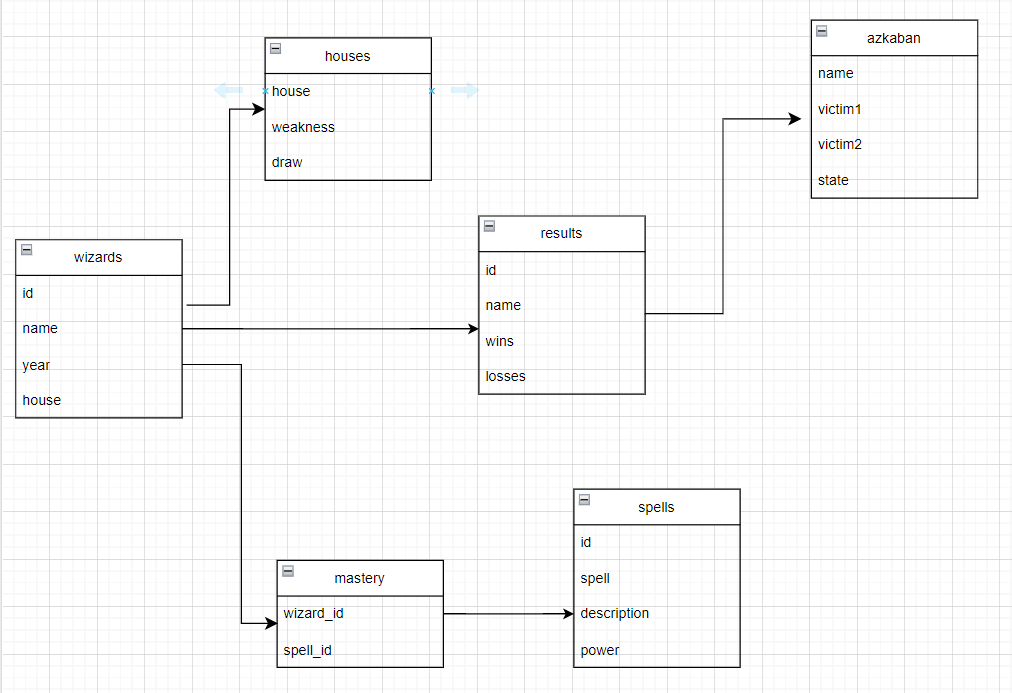 houses
house
weakness
draw
azkaban
name
victim1
victim2
state
wizards
id
name
year
house
results
id
name
wins
losses
mastery
wizard_id
spell_id
spells
id
spell
description
power